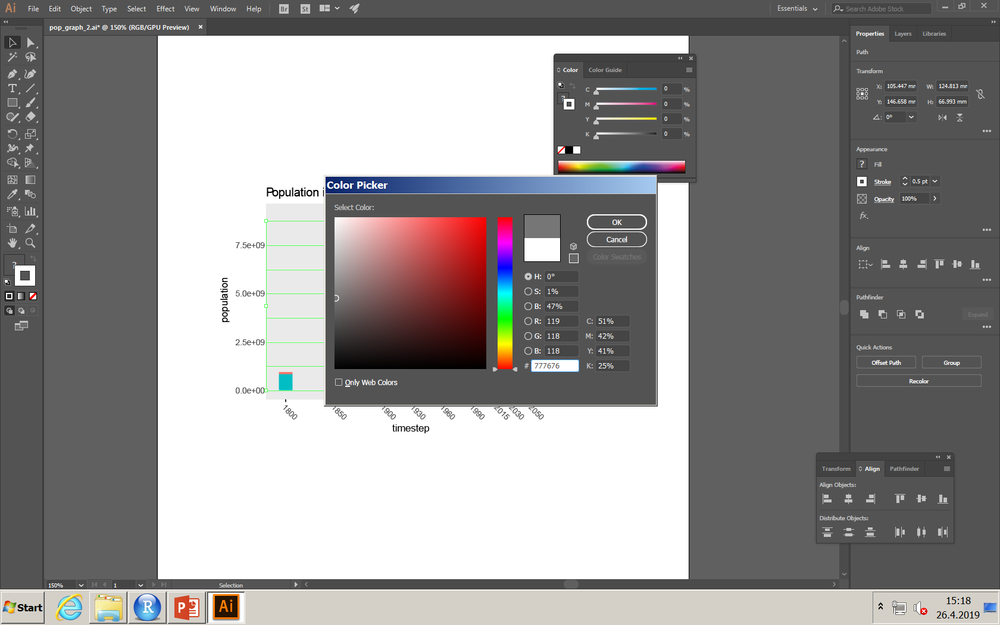 Ai File Edit Object Type Select Effect View Window Help Br St Essentials Search Adobe Stock
pop_graph_2.ai* @ 150% (RGB/GPU Preview) ×
Properties Layers Libraries
Path
Transform
X: 105.447 mm W: 124.813 mm
Y: 146.658 mm H: 66.993 mm
0°
Appearance
? Fill
Stroke 0.5 pt
Opacity 100%
fx.
Align
Pathfinder
Expand
Quick Actions
Offset Path Group
Recolor
Color Color Guide
C 0 %
M 0 %
Y 0 %
K 0 %
?
Population i
7.5e+09
5.0e+09
2.5e+09
0.0e+00
population
1800 1850 1900 1930 1960 1990 2015 2030 2050
timestep
Color Picker
Select Color:
OK
Cancel
Color Swatches
H: 0°
S: 1%
B: 47%
R: 119 C: 51%
G: 118 M: 42%
B: 118 Y: 41%
# 777676 K: 25%
Only Web Colors
Transform Align Pathfinder
Align Objects:
Distribute Objects:
T
?
150% 1 Selection
Start R P Ai 15:18
26.4.2019